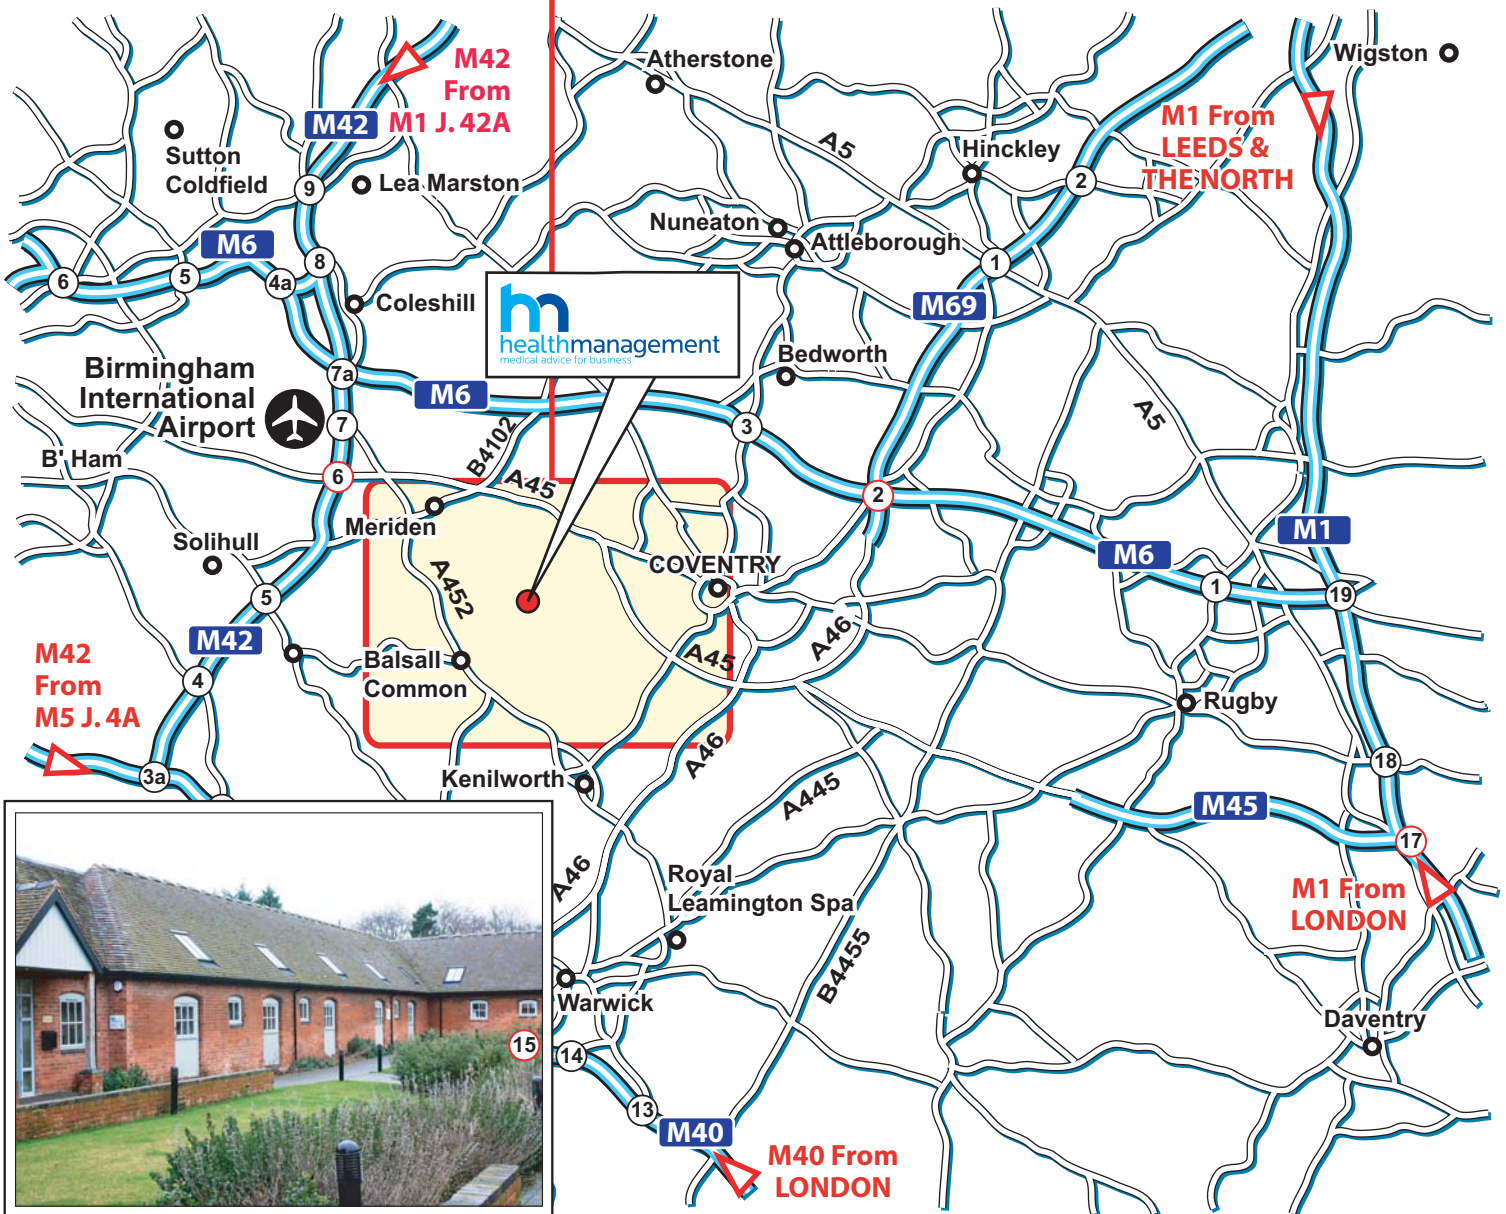 M42
From
M1 J. 42A
M42
Atherstone
Wigston
M1 From
LEEDS &
THE NORTH
Sutton
Coldfield
9
Lea Marston
A5
Hinckley
2
Nuneaton
Attleborough
M6
6
5
4a
8
1
M69
Coleshill
hm
healthmanagement
medical advice for business
Bedworth
Birmingham
International
Airport
7a
M6
7
3
A5
B' Ham
6
B4102
A45
2
Meriden
M1
Solihull
COVENTRY
M6
A452
5
1
19
M42
A46
M42
From
M5 J. 4A
4
Balsall
Common
A45
Rugby
3a
A46
18
Kenilworth
A445
M45
17
A46
Royal
Leamington Spa
M1 From
LONDON
B4455
Warwick
Daventry
15
14
13
M40
M40 From
LONDON